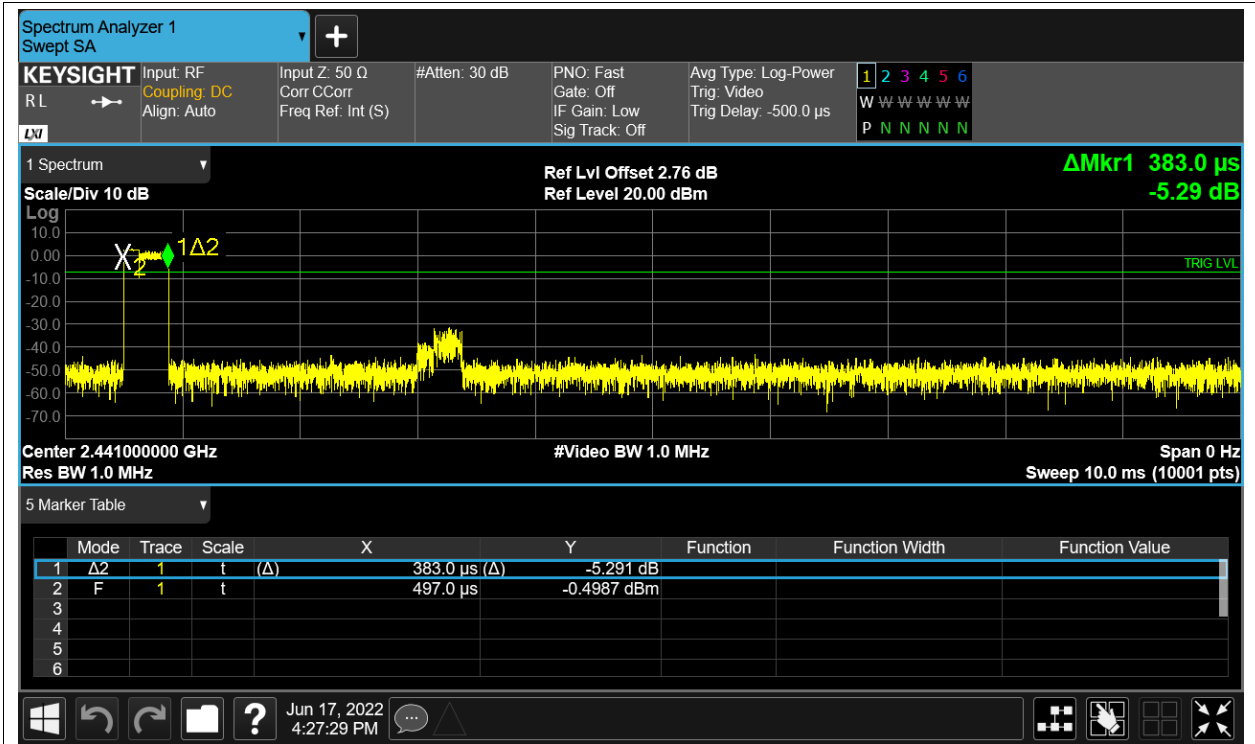 Spectrum Analyzer 1
Swept SA
KEYSIGHT
R L
LXI
Input: RF
Coupling: DC
Align: Auto
Input Z: 50 Ω
Corr CCorr
Freq Ref: Int (S)
#Atten: 30 dB
PNO: Fast
Gate: Off
IF Gain: Low
Sig Track: Off
Avg Type: Log-Power
Trig: Video
Trig Delay: -500.0 µs
1 2 3 4 5 6
W W W W W W
P N N N N N
1 Spectrum
Scale/Div 10 dB
Ref Lvl Offset 2.76 dB
Ref Level 20.00 dBm
ΔMkr1 383.0 µs
-5.29 dB
Log
10.0
0.00
-10.0
-20.0
-30.0
-40.0
-50.0
-60.0
-70.0
X
2
1Δ2
TRIG LVL
Center 2.441000000 GHz
Res BW 1.0 MHz
#Video BW 1.0 MHz
Span 0 Hz
Sweep 10.0 ms (10001 pts)
5 Marker Table
Mode Trace Scale X Y Function Function Width Function Value
1 Δ2 1 t (Δ) 383.0 µs (Δ) -5.291 dB
2 F 1 t 497.0 µs -0.4987 dBm
3
4
5
6
?
Jun 17, 2022
4:27:29 PM